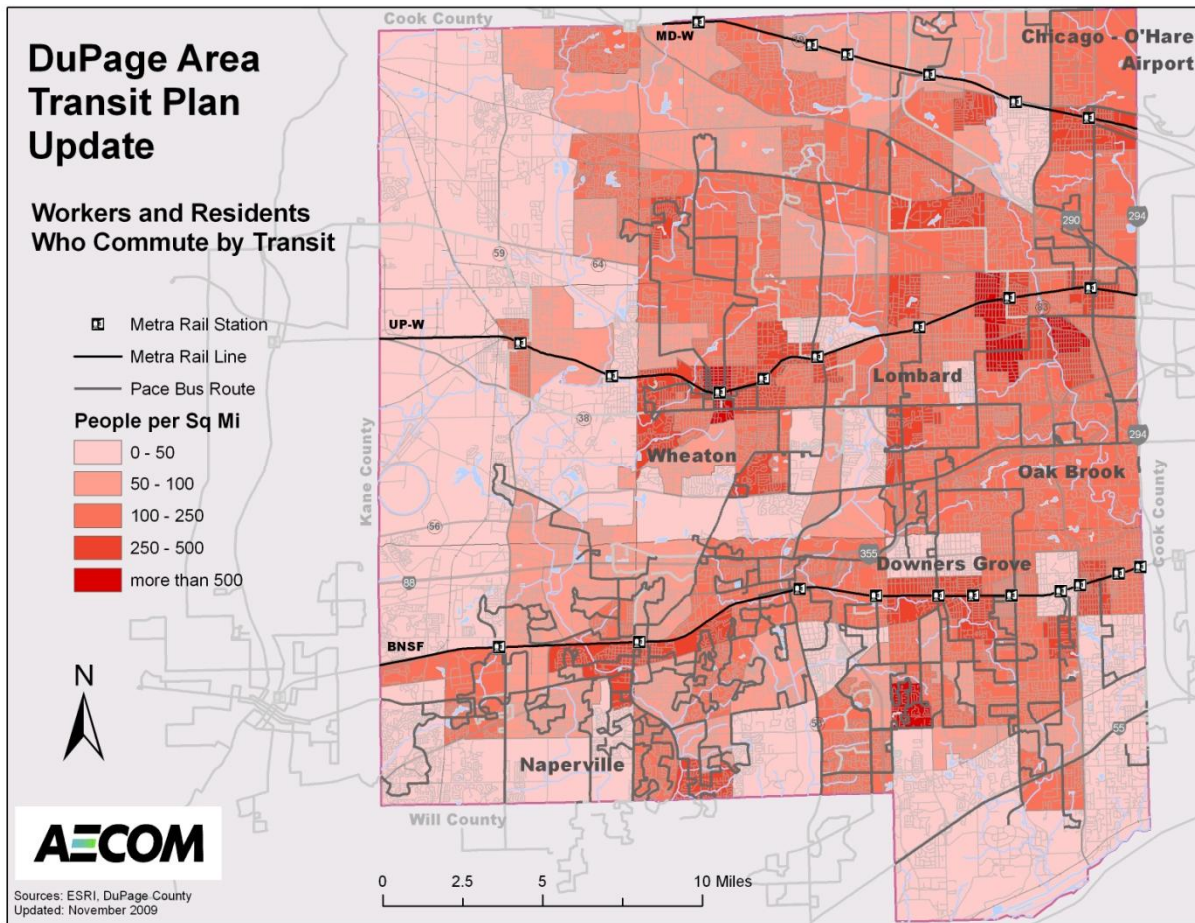 DuPage Area
Transit Plan
Update
Workers and Residents
Who Commute by Transit
Metra Rail Station
Metra Rail Line
Pace Bus Route
People per Sq Mi
0 - 50
50 - 100
100 - 250
250 - 500
more than 500
N
AECOM
Sources: ESRI, DuPage County
Updated: November 2009
Cook County
MD-W
Chicago - O'Hare
Airport
290
294
59
64
UP-W
Lombard
38
Wheaton
294
Oak Brook
Kane County
Cook County
56
355
Downers Grove
88
BNSF
55
Naperville
Will County
0
2.5
5
10 Miles